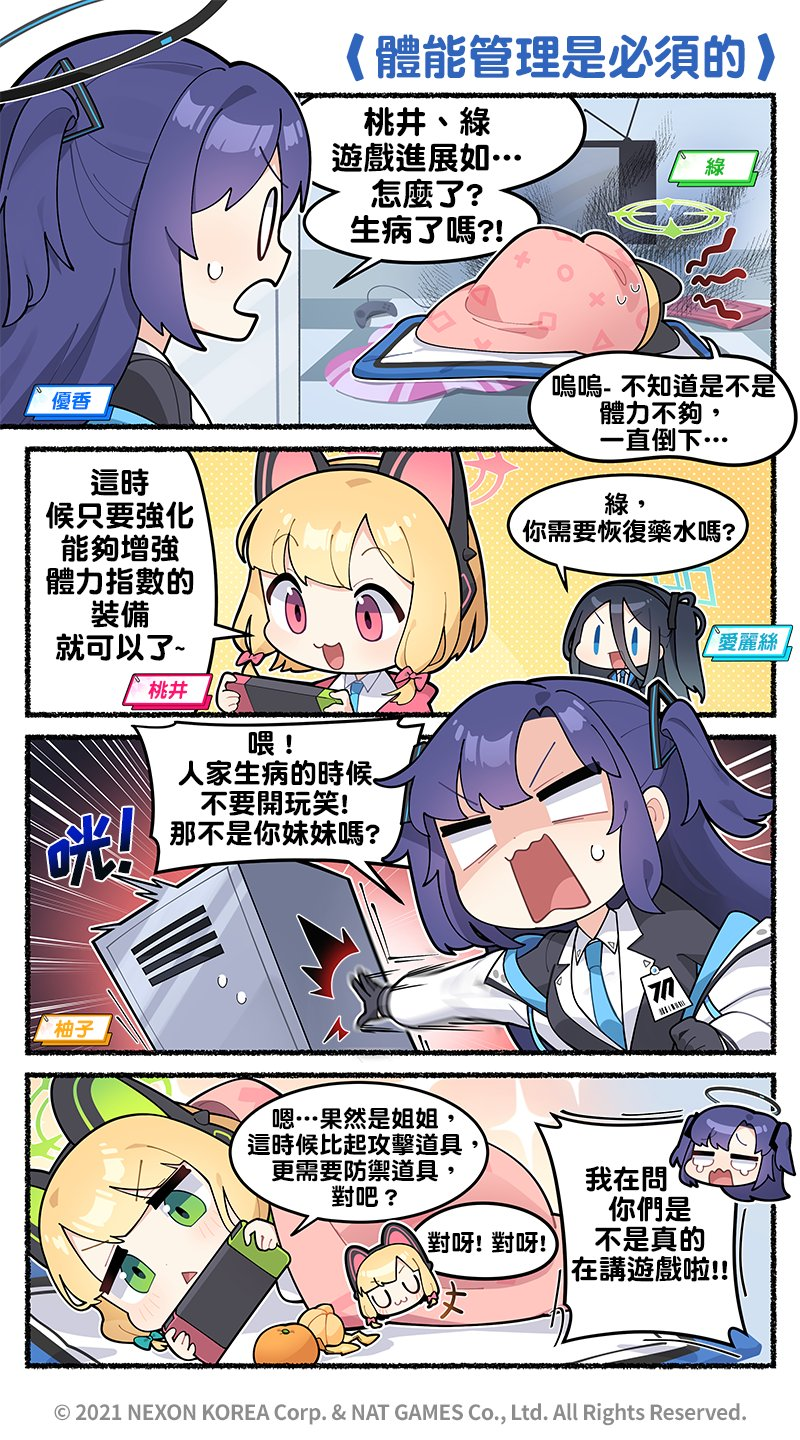 《體能管理是必須的》
桃井、綠
遊戲進展如…
怎麼了?
生病了嗎?!
綠
優香
嗚嗚- 不知道是不是
體力不夠，
一直倒下…
這時
候只要強化
能夠增強
體力指數的
裝備
就可以了~
桃井
綠，
你需要恢復藥水嗎?
愛麗絲
喂！
人家生病的時候
不要開玩笑!
那不是你妹妹嗎?
咣!
柚子
嗯…果然是姐姐，
這時候比起攻擊道具，
更需要防禦道具，
對吧？
對呀! 對呀!
我在問
你們是
不是真的
在講遊戲啦!!
© 2021 NEXON KOREA Corp. & NAT GAMES Co., Ltd. All Rights Reserved.